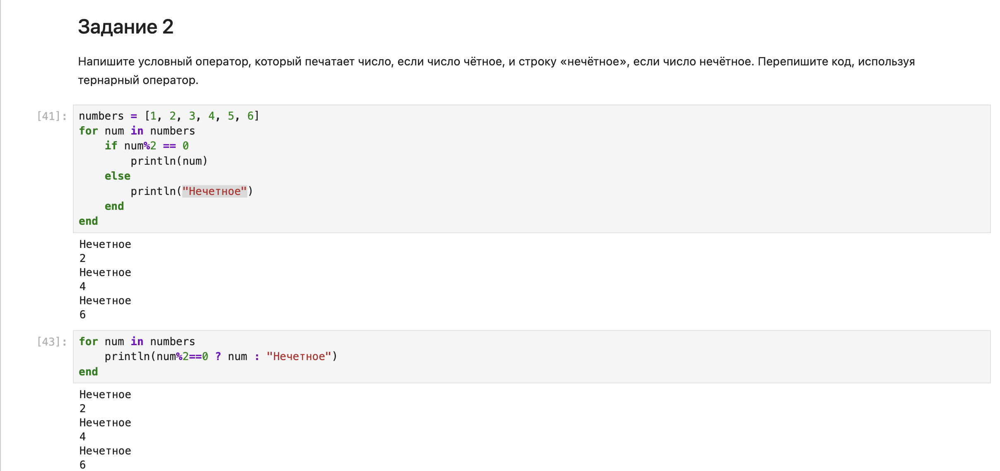 Задание 2
Напишите условный оператор, который печатает число, если число чётное, и строку «нечётное», если число нечётное. Перепишите код, используя
тернарный оператор.
[41]:
numbers = [1, 2, 3, 4, 5, 6]
for num in numbers
    if num%2 == 0
        println(num)
    else
        println("Нечетное")
    end
end
Нечетное
2
Нечетное
4
Нечетное
6
[43]:
for num in numbers
    println(num%2==0 ? num : "Нечетное")
end
Нечетное
2
Нечетное
4
Нечетное
6